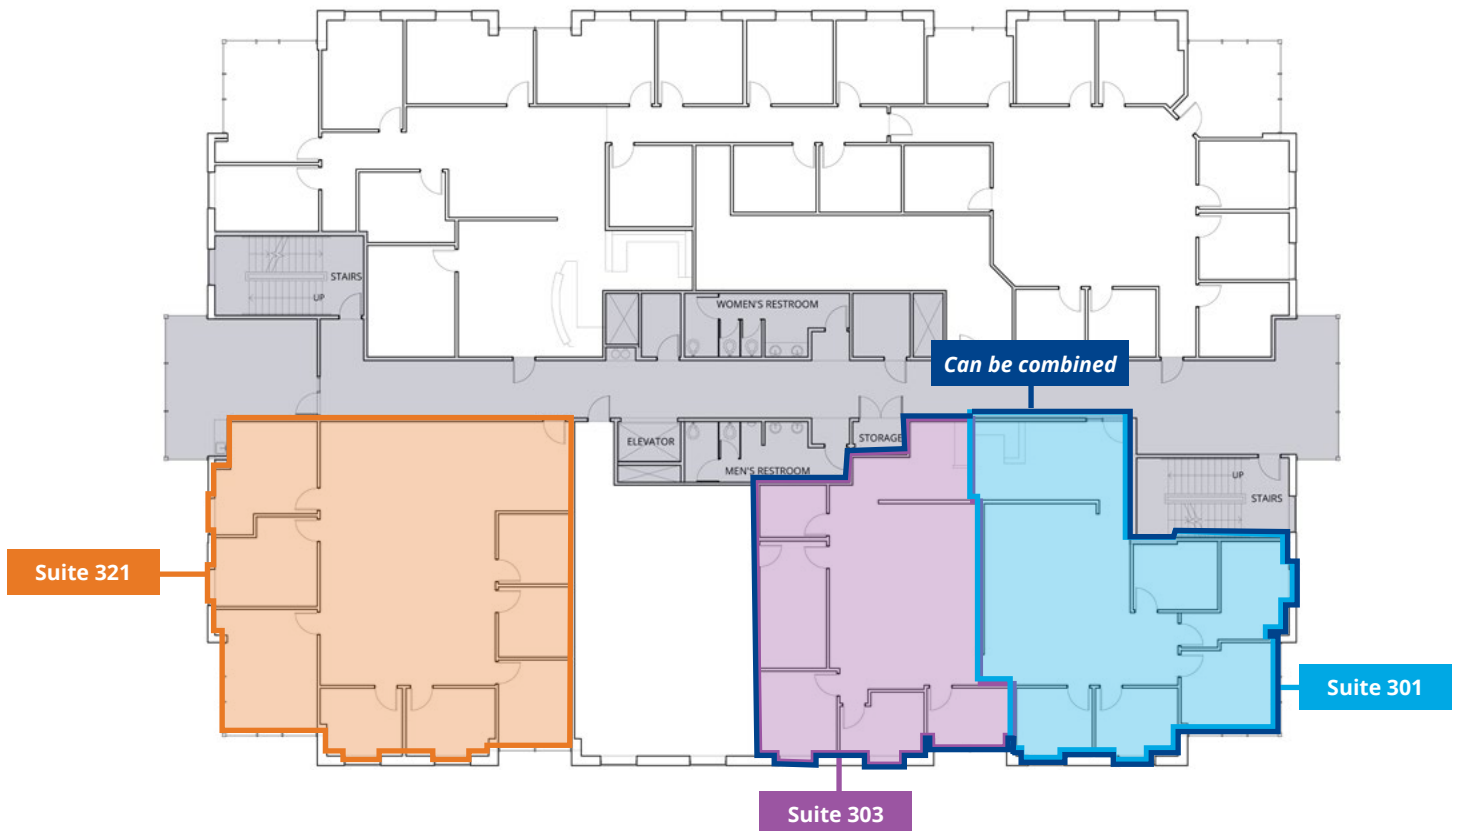 STAIRS
UP
WOMEN'S RESTROOM
Can be combined
ELEVATOR
STORAGE
MEN'S RESTROOM
UP
STAIRS
Suite 321
Suite 301
Suite 303